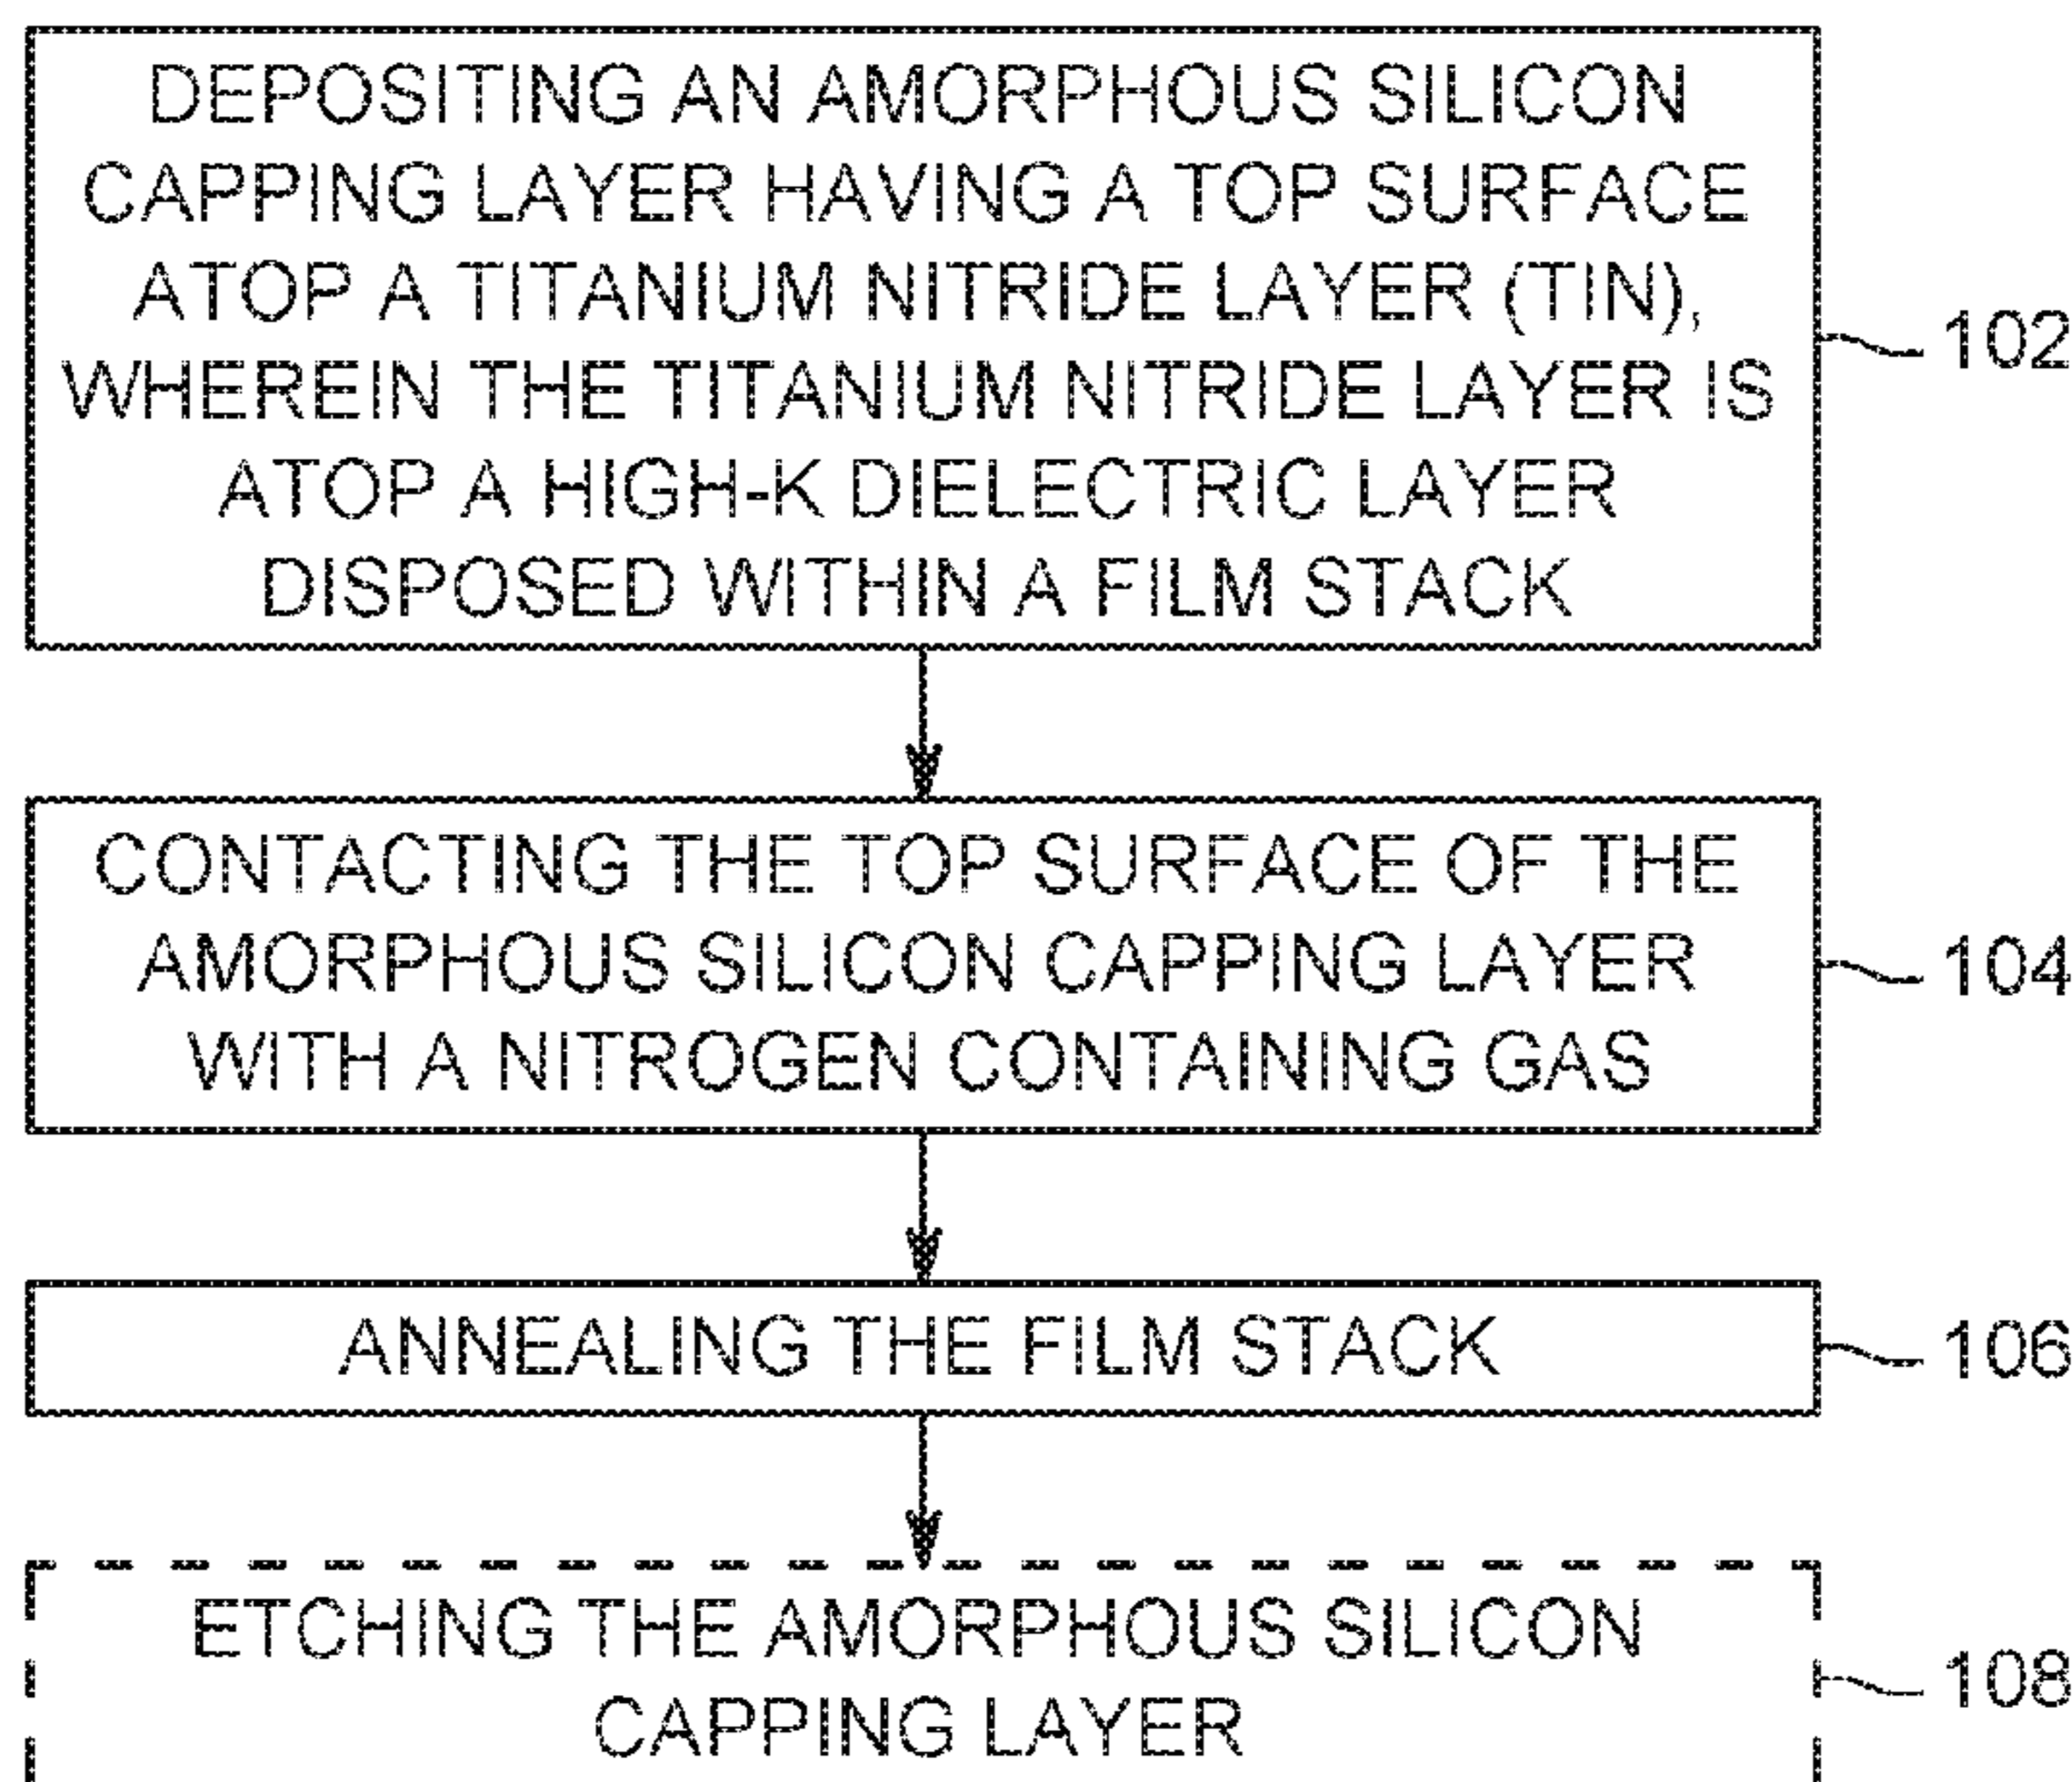 DEPOSITING AN AMORPHOUS SILICON
CAPPING LAYER HAVING A TOP SURFACE
ATOP A TITANIUM NITRIDE LAYER (TIN),
WHEREIN THE TITANIUM NITRIDE LAYER IS
ATOP A HIGH-K DIELECTRIC LAYER
DISPOSED WITHIN A FILM STACK
102
CONTACTING THE TOP SURFACE OF THE
AMORPHOUS SILICON CAPPING LAYER
WITH A NITROGEN CONTAINING GAS
104
ANNEALING THE FILM STACK
106
ETCHING THE AMORPHOUS SILICON
CAPPING LAYER
108